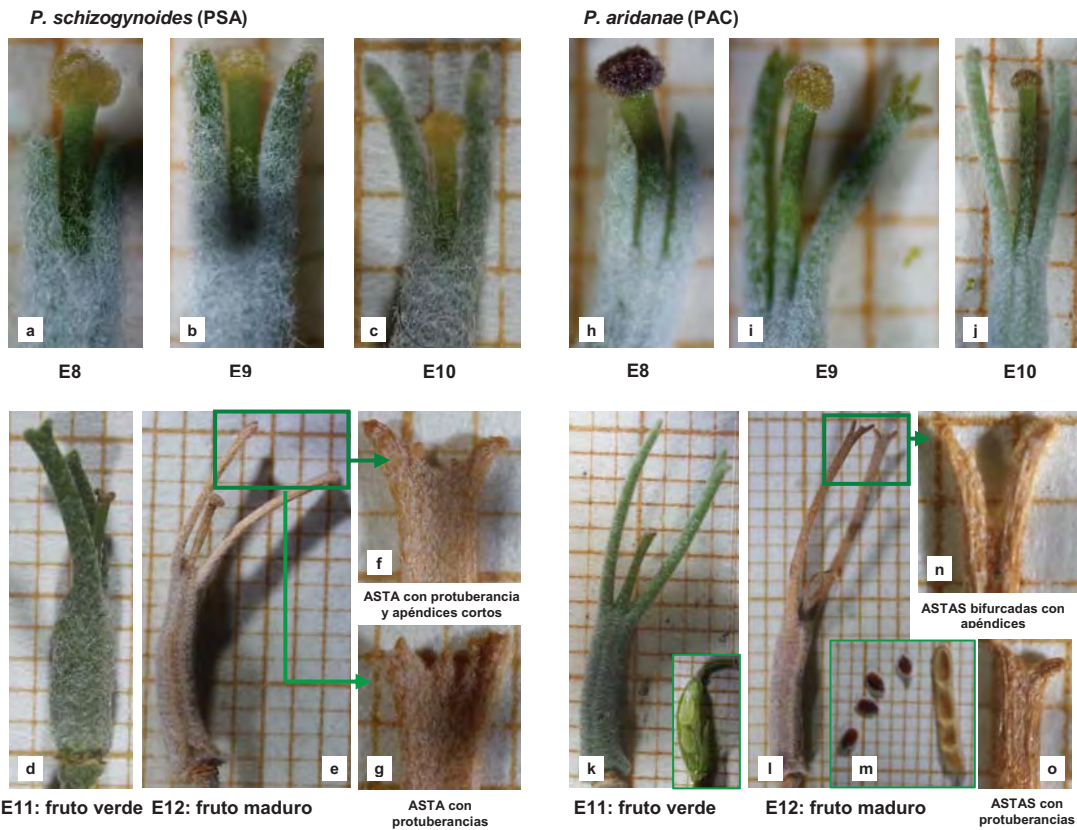 P. schizogynoides (PSA)
P. aridanae (PAC)
a
b
c
h
i
j
E8
E9
E10
E8
E9
E10
f
ASTA con protuberancia
y apéndices cortos
n
ASTAS bifurcadas con
apéndices
d
e
g
k
l
m
o
E11: fruto verde
E12: fruto maduro
ASTA con
protuberancias
E11: fruto verde
E12: fruto maduro
ASTAS con
protuberancias